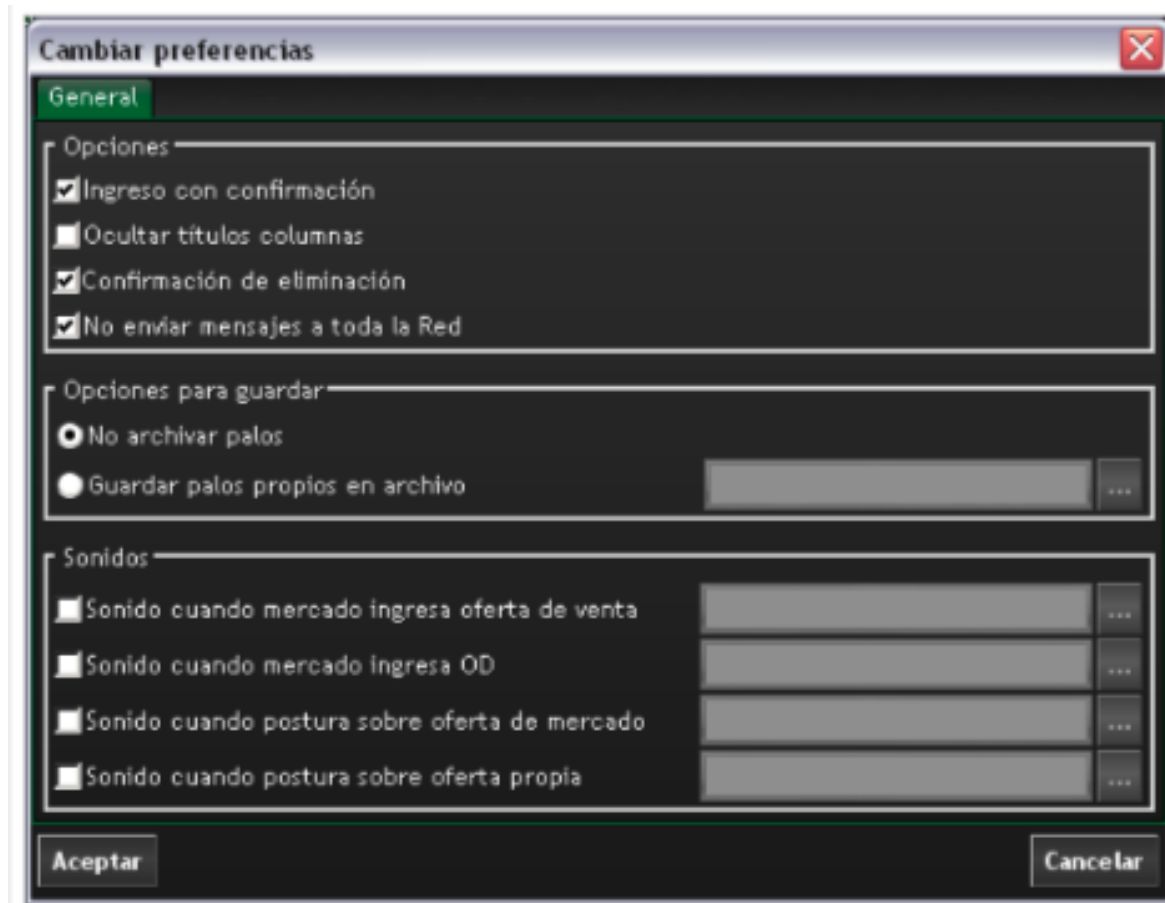 Cambiar preferencias
General
Opciones
Ingreso con confirmación
Ocultar títulos columnas
Confirmación de eliminación
No enviar mensajes a toda la Red
Opciones para guardar
No archivar palos
Guardar palos propios en archivo
...
Sonidos
Sonido cuando mercado ingresa oferta de venta
...
Sonido cuando mercado ingresa OD
...
Sonido cuando postura sobre oferta de mercado
...
Sonido cuando postura sobre oferta propia
...
Aceptar
Cancelar